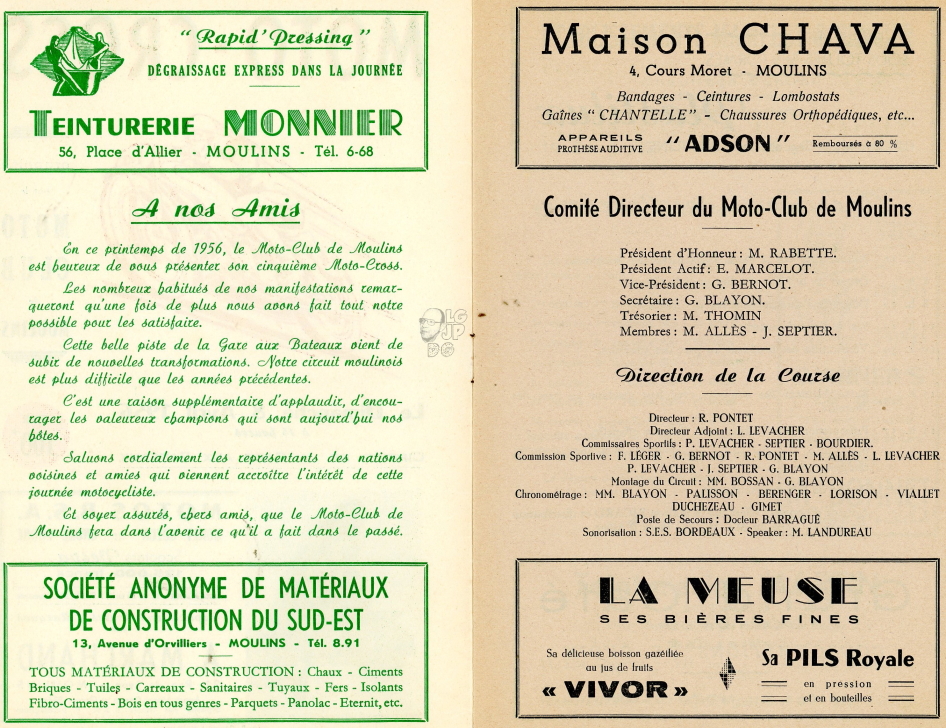 “ Rapid' Pressing ”
DÉGRAISSAGE EXPRESS DANS LA JOURNÉE
TEINTURERIE MONNIER
56, Place d'Allier - MOULINS - Tél. 6-68
A nos Amis
En ce printemps de 1956, le Moto-Club de Moulins
est heureux de vous présenter son cinquième Moto-Cross.
Les nombreux habitués de nos manifestations remar-
queront qu'une fois de plus nous avons fait tout notre
possible pour les satisfaire.
Cette belle piste de la Gare aux Bateaux vient de
subir de nouvelles transformations. Notre circuit moulinois
est plus difficile que les années précédentes.
C'est une raison supplémentaire d'applaudir, d'encou-
rager les valeureux champions qui sont aujourd'hui nos
hôtes.
Saluons cordialement les représentants des nations
voisines et amies qui viennent accroître l'intérêt de cette
journée motocycliste.
Et soyez assurés, chers amis, que le Moto-Club de
Moulins fera dans l'avenir ce qu'il a fait dans le passé.
SOCIÉTÉ ANONYME DE MATÉRIAUX
DE CONSTRUCTION DU SUD-EST
13, Avenue d'Orvilliers - MOULINS - Tél. 8.91
TOUS MATÉRIAUX DE CONSTRUCTION : Chaux - Ciments
Briques - Tuiles - Carreaux - Sanitaires - Tuyaux - Fers - Isolants
Fibro-Ciments - Bois en tous genres - Parquets - Panolac - Eternit, etc.
LG
JP
DG
Maison CHAVA
4, Cours Moret - MOULINS
Bandages - Ceintures - Lombostats
Gaînes “ CHANTELLE ” - Chaussures Orthopédiques, etc...
APPAREILS
PROTHÈSE AUDITIVE “ ADSON ” Remboursés à 80 %
Comité Directeur du Moto-Club de Moulins
Président d'Honneur : M. RABETTE.
Président Actif : E. MARCELOT.
Vice-Président : G. BERNOT.
Secrétaire : G. BLAYON.
Trésorier : M. THOMIN
Membres : M. ALLÈS - J. SEPTIER.
Direction de la Course
Directeur : R. PONTET
Directeur Adjoint : L. LEVACHER
Commissaires Sportifs : P. LEVACHER - SEPTIER - BOURDIER.
Commission Sportive : F. LÉGER - G. BERNOT - R. PONTET - M. ALLÈS - L. LEVACHER
P. LEVACHER - J. SEPTIER - G. BLAYON
Montage du Circuit : MM. BOSSAN - G. BLAYON
Chronométrage : MM. BLAYON - PALISSON - BERENGER - LORISON - VIALLET
DUCHEZEAU - GIMET
Poste de Secours : Docteur BARRAGUÉ
Sonorisation : S.E.S. BORDEAUX - Speaker : M. LANDUREAU
LA MEUSE
SES BIÈRES FINES
Sa délicieuse boisson gazéifiée
au jus de fruits
« VIVOR »
Sa PILS Royale
en pression
et en bouteilles